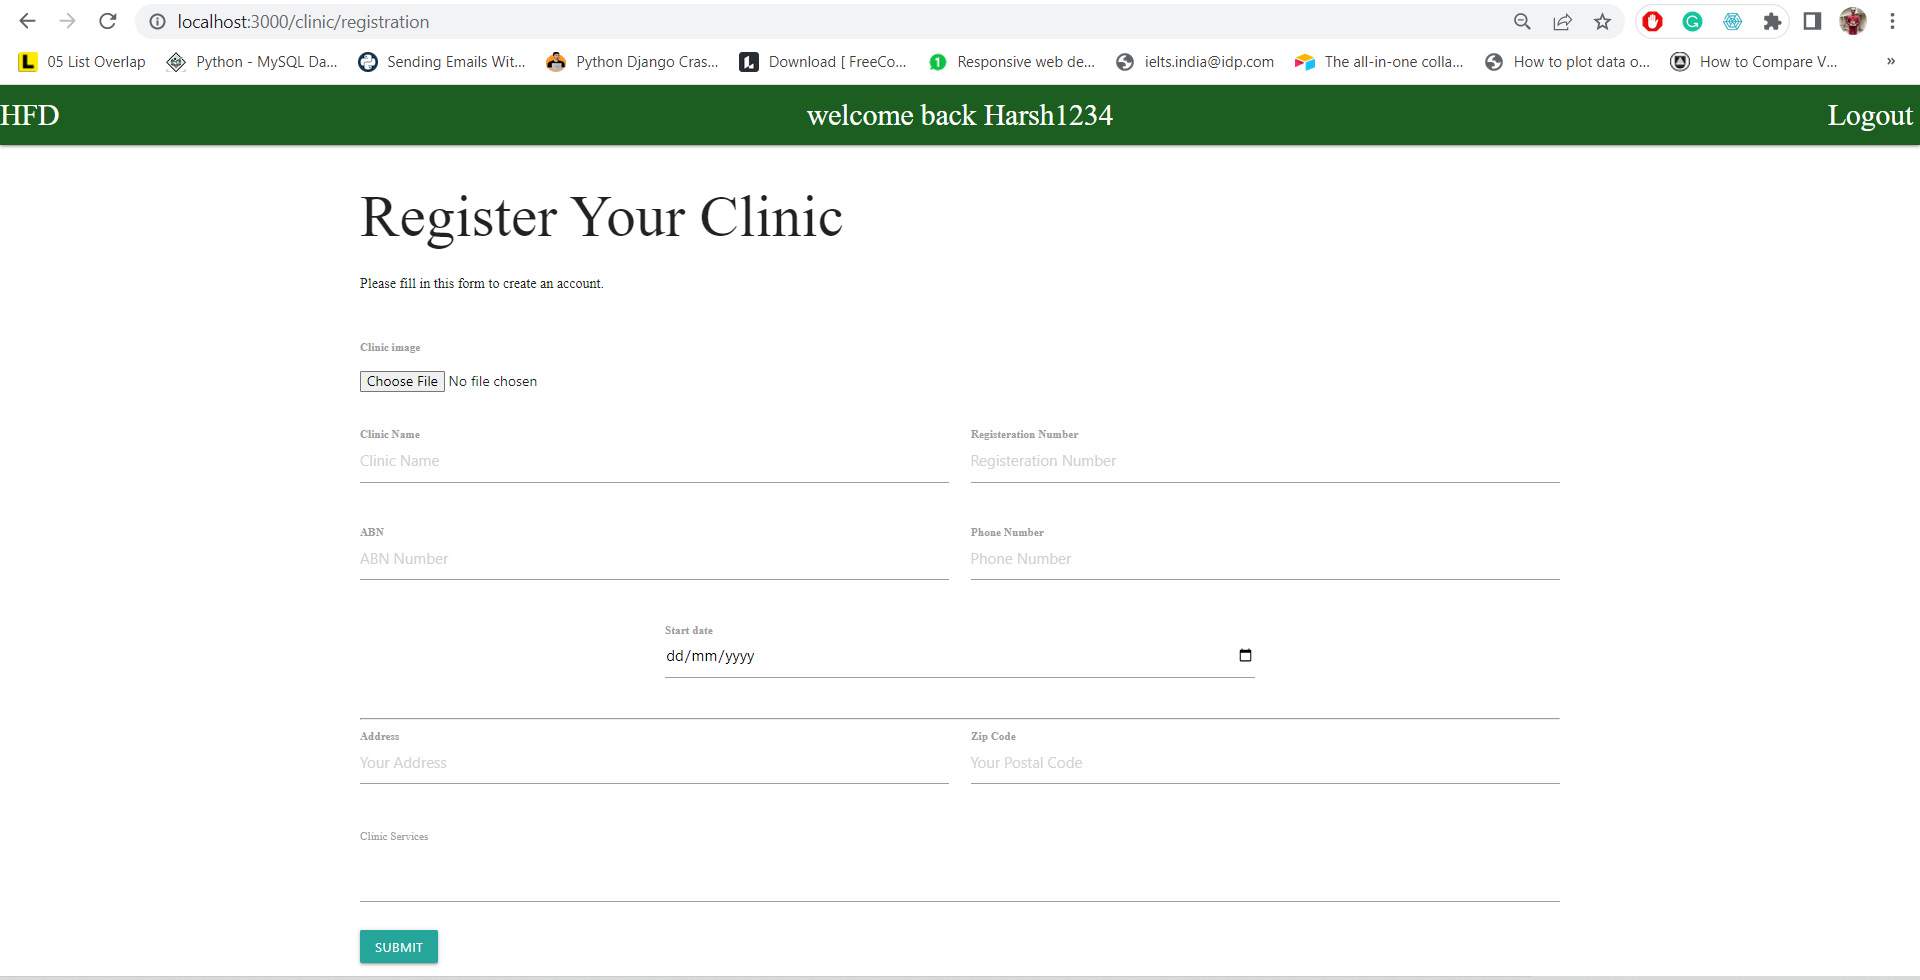 localhost:3000/clinic/registration
05 List Overlap Python - MySQL Da... Sending Emails Wit... Python Django Cras... Download [ FreeCo... Responsive web de... ielts.india@idp.com The all-in-one colla... How to plot data o... How to Compare V... »
HFD welcome back Harsh1234 Logout
Register Your Clinic
Please fill in this form to create an account.
Clinic image
Choose File No file chosen
Clinic Name Registeration Number
Clinic Name Registeration Number
ABN Phone Number
ABN Number Phone Number
Start date
dd/mm/yyyy
Address Zip Code
Your Address Your Postal Code
Clinic Services
SUBMIT